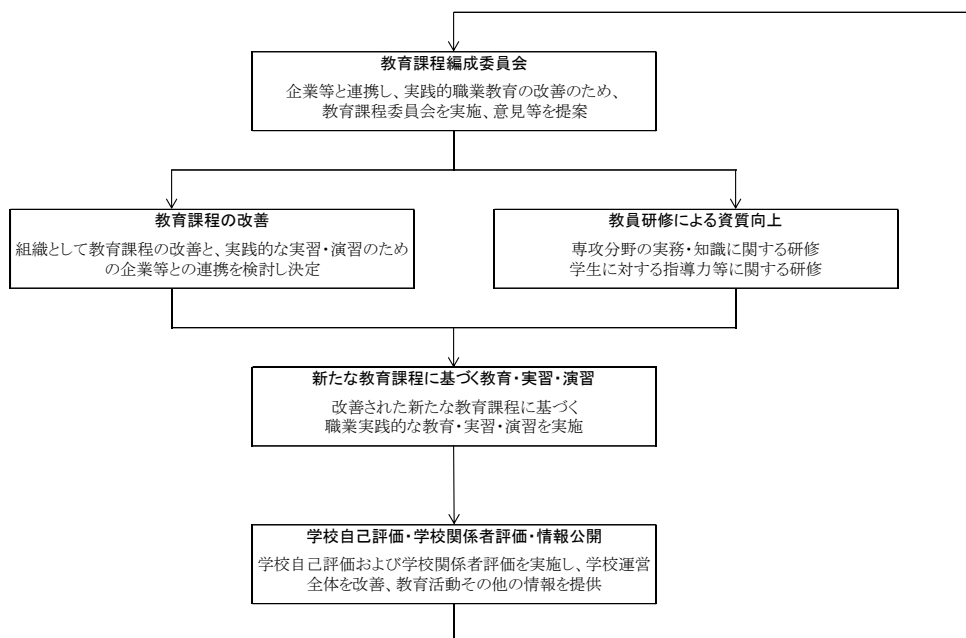 教育課程編成委員会
企業等と連携し、実践的職業教育の改善のため、
教育課程委員会を実施、意見等を提案
教育課程の改善
組織として教育課程の改善と、実践的な実習・演習のため
の企業等との連携を検討し決定
教員研修による資質向上
専攻分野の実務・知識に関する研修
学生に対する指導力等に関する研修
新たな教育課程に基づく教育・実習・演習
改善された新たな教育課程に基づく
職業実践的な教育・実習・演習を実施
学校自己評価・学校関係者評価・情報公開
学校自己評価および学校関係者評価を実施し、学校運営
全体を改善、教育活動その他の情報を提供